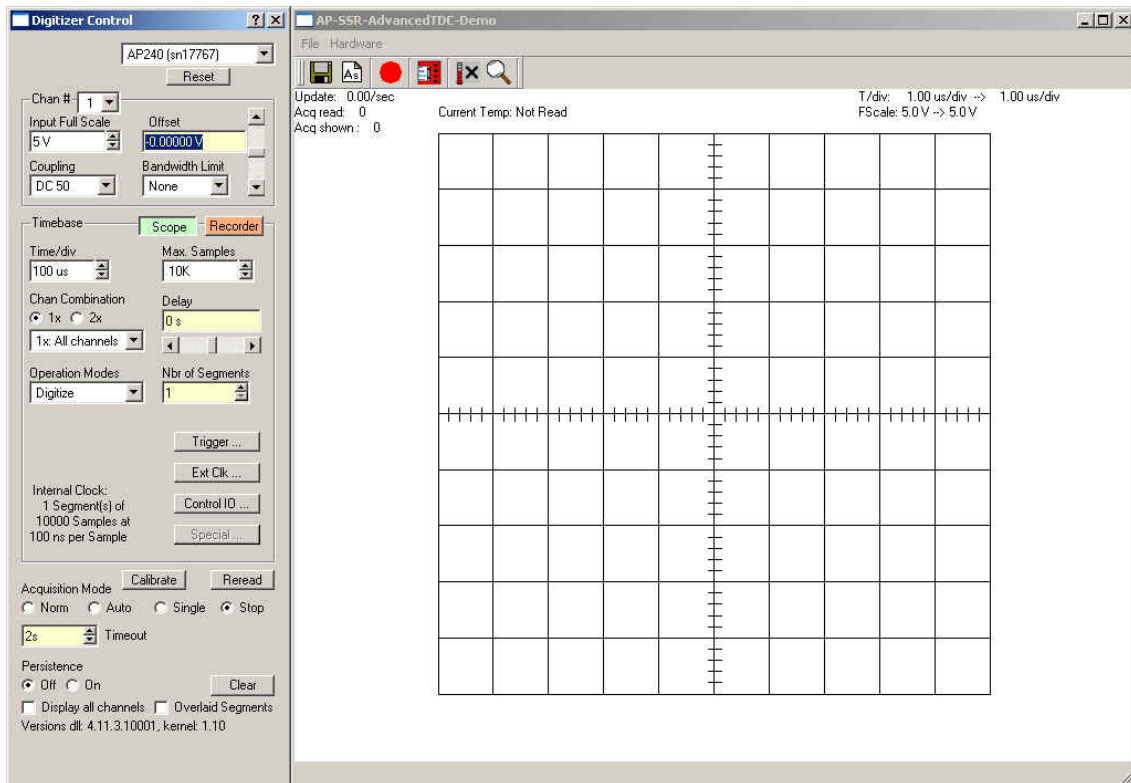 Digitizer Control
AP240 (sn17767)
Reset
Chan # 1
Input Full Scale Offset
5 V -0.00000 V
Coupling Bandwidth Limit
DC 50 None
Timebase Scope Recorder
Time/div Max. Samples
100 us 10K
Chan Combination Delay
1x 2x 0 s
1x: All channels
Operation Modes Nbr of Segments
Digitize 1
Trigger ...
Ext Clk ...
Internal Clock:
1 Segment(s) of
10000 Samples at
100 ns per Sample
Control IO ...
Special ...
Calibrate Reread
Acquisition Mode
Norm Auto Single Stop
2s Timeout
Persistence
Off On Clear
Display all channels Overlaid Segments
Versions dll: 4.11.3.10001, kernel: 1.10
AP-SSR-AdvancedTDC-Demo
File Hardware
As
Update: 0.00/sec
Acq read: 0
Acq shown : 0
Current Temp: Not Read
T/div: 1.00 us/div --> 1.00 us/div
FScale: 5.0 V --> 5.0 V